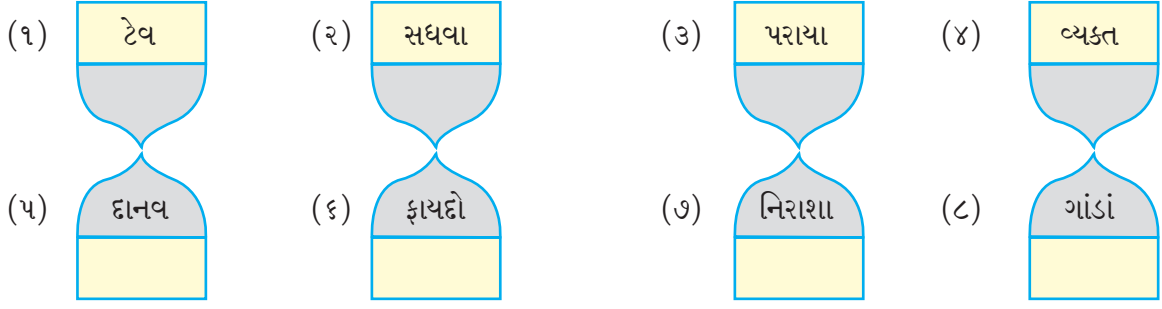 (૧) ટેવ (૨) સધવા (૩) પરાયા (૪) વ્યક્ત
(૫) દાનવ (૬) ફાયદો (૭) નિરાશા (૮) ગાંડાં